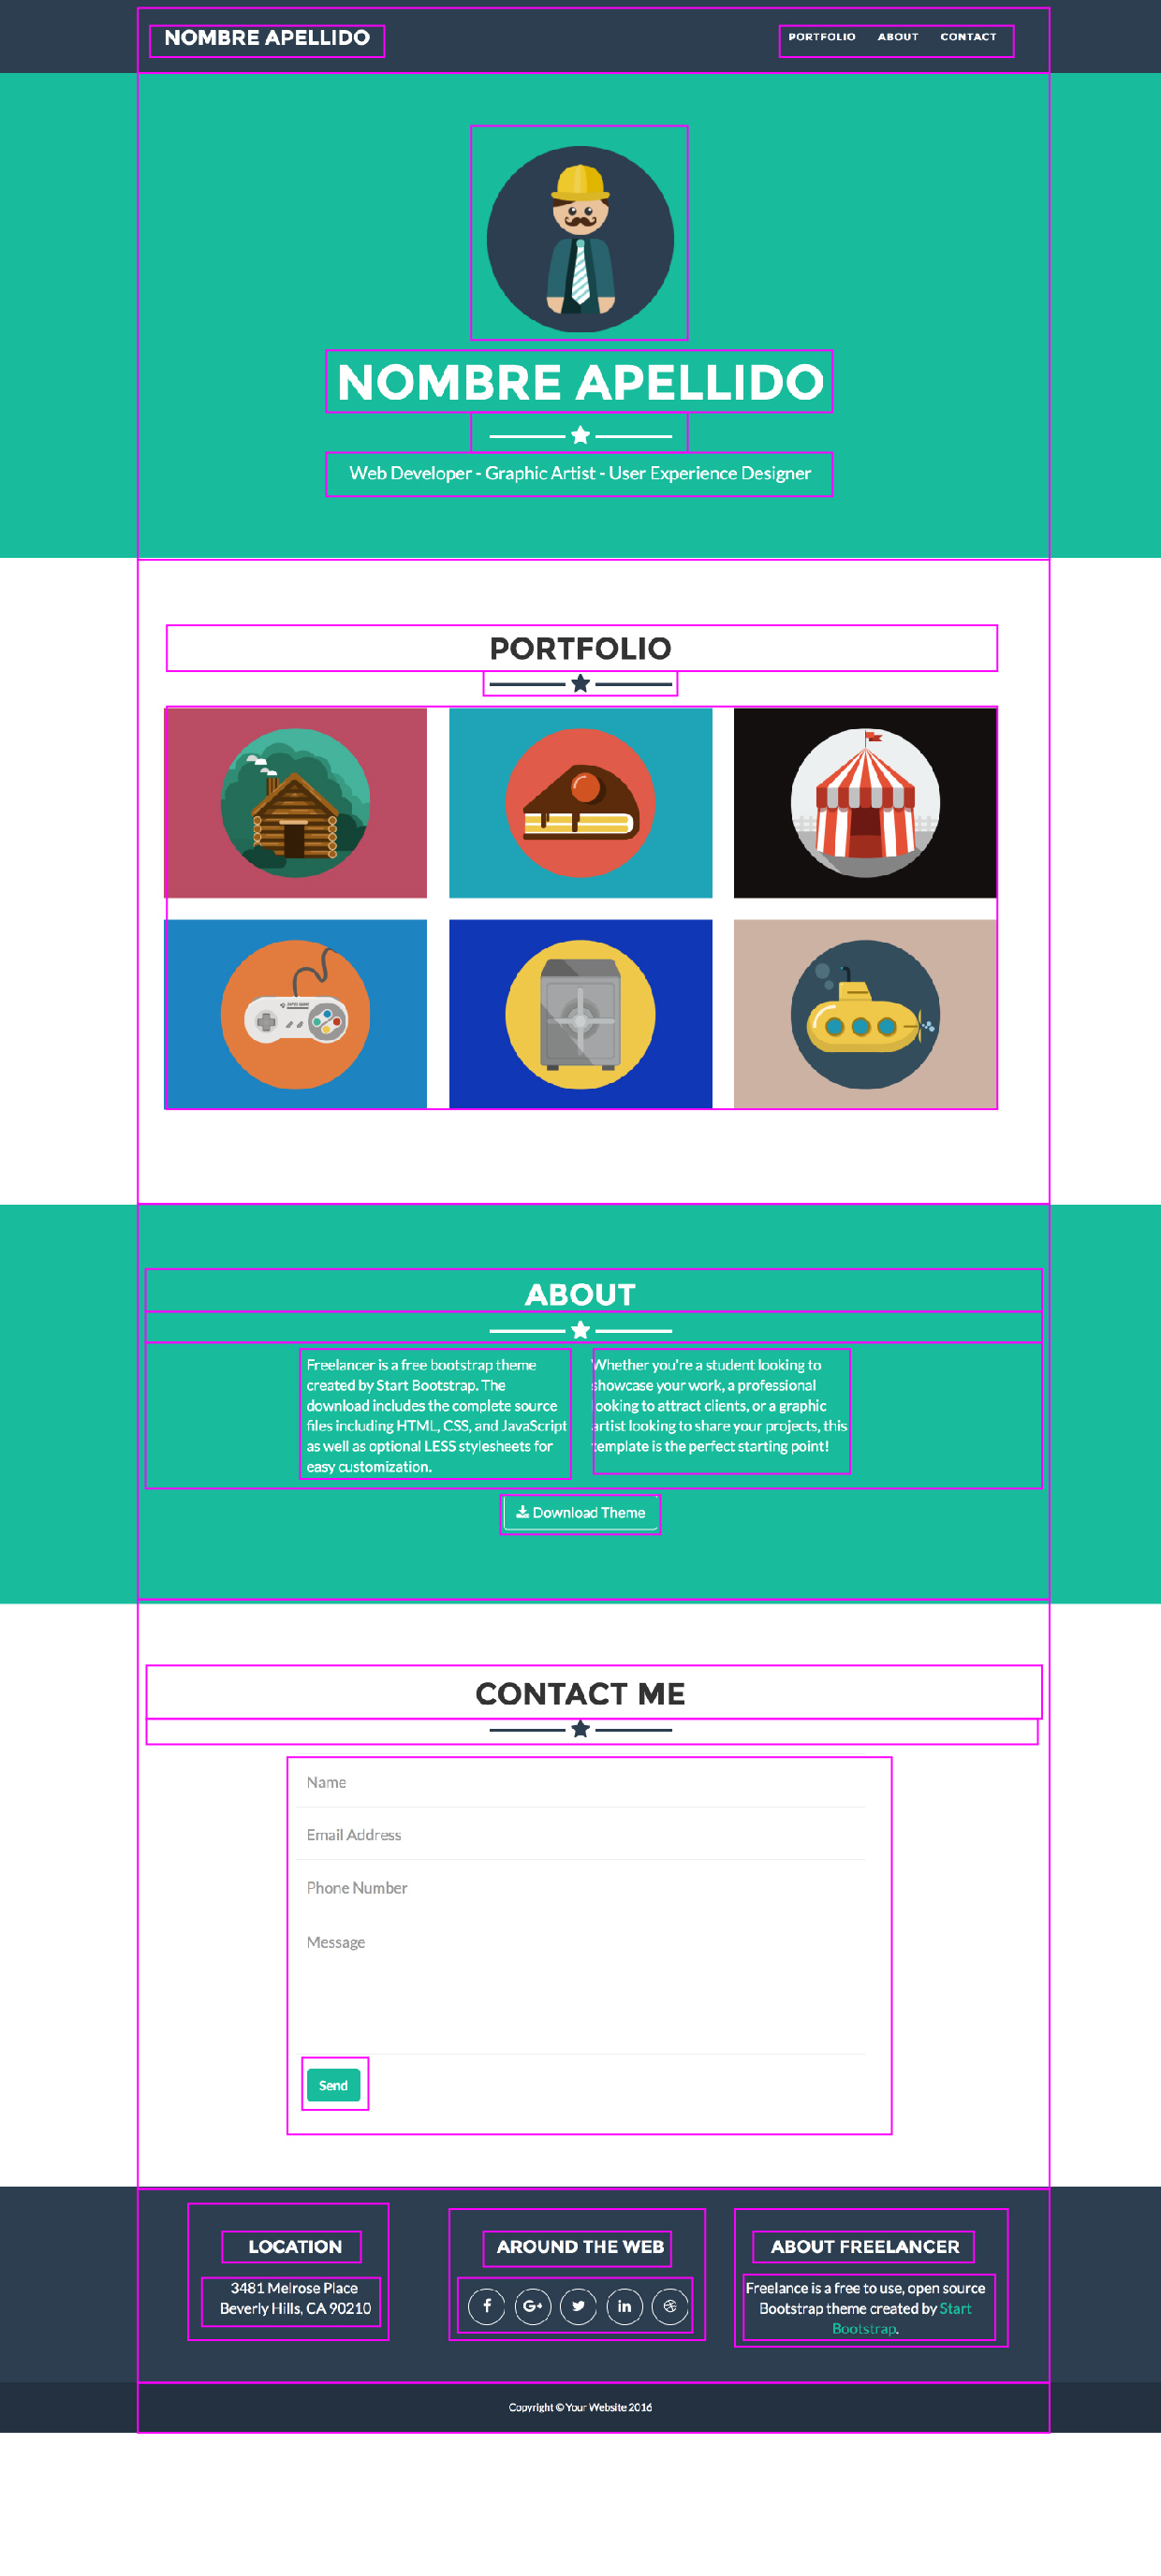 NOMBRE APELLIDO
PORTFOLIO ABOUT CONTACT
NOMBRE APELLIDO
Web Developer - Graphic Artist - User Experience Designer
PORTFOLIO
ABOUT
Freelancer is a free bootstrap theme
created by Start Bootstrap. The
download includes the complete source
files including HTML, CSS, and JavaScript
as well as optional LESS stylesheets for
easy customization.
Whether you're a student looking to
showcase your work, a professional
looking to attract clients, or a graphic
artist looking to share your projects, this
template is the perfect starting point!
Download Theme
CONTACT ME
Name
Email Address
Phone Number
Message
Send
LOCATION
3481 Melrose Place
Beverly Hills, CA 90210
AROUND THE WEB
ABOUT FREELANCER
Freelance is a free to use, open source
Bootstrap theme created by Start
Bootstrap.
Copyright © Your Website 2016